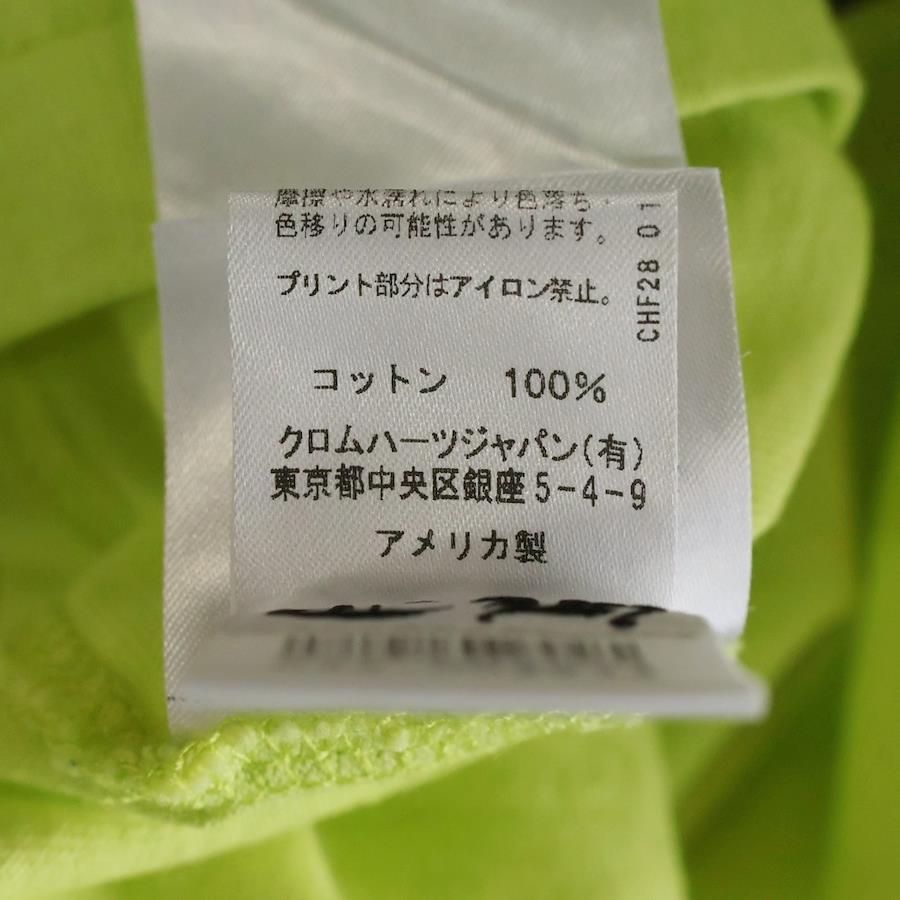 摩擦や水濡れにより色落ち・
色移りの可能性があります。
プリント部分はアイロン禁止。
CHF28 01
コットン 100%
クロムハーツジャパン(有)
東京都中央区銀座5-4-9
アメリカ製